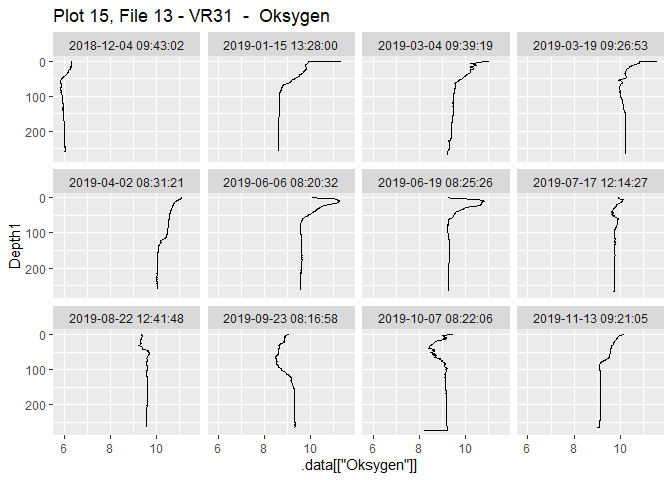 Plot 15, File 13 - VR31  -  Oksygen
2018-12-04 09:43:02 2019-01-15 13:28:00 2019-03-04 09:39:19 2019-03-19 09:26:53
0
100
200
2019-04-02 08:31:21 2019-06-06 08:20:32 2019-06-19 08:25:26 2019-07-17 12:14:27
0
100
200
Depth1
2019-08-22 12:41:48 2019-09-23 08:16:58 2019-10-07 08:22:06 2019-11-13 09:21:05
0
100
200
6 8 10 6 8 10 6 8 10 6 8 10
.data[["Oksygen"]]